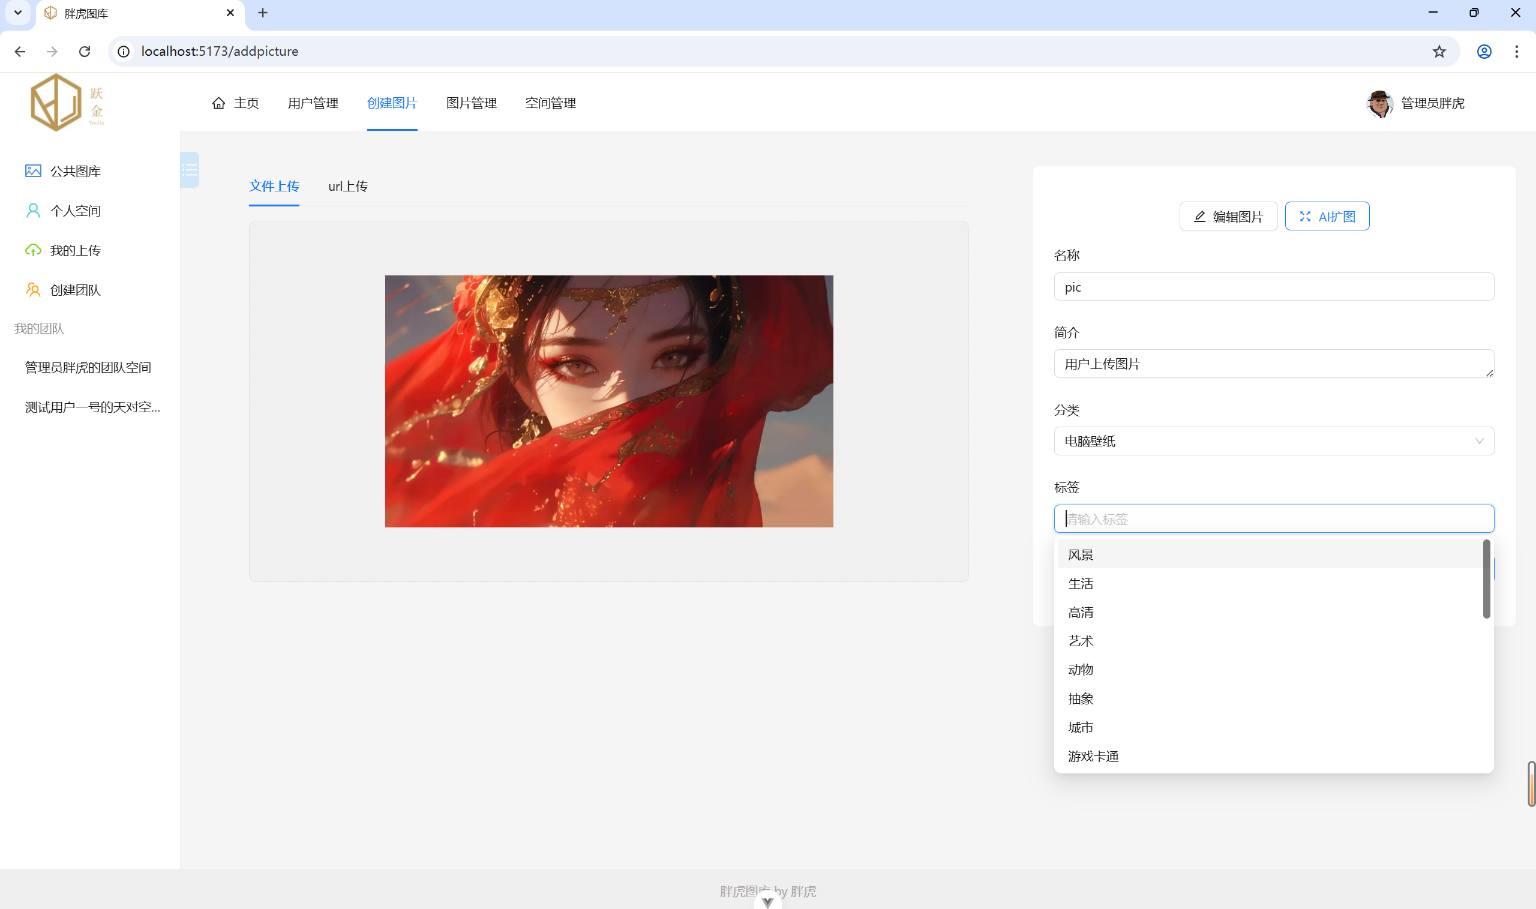 胖虎图库
localhost:5173/addpicture
跃金
主页
用户管理
创建图片
图片管理
空间管理
管理员胖虎
公共图库
个人空间
我的上传
创建团队
我的团队
管理员胖虎的团队空间
测试用户一号的天对空...
文件上传
url上传
编辑图片
AI扩图
名称
pic
简介
用户上传图片
分类
电脑壁纸
标签
请输入标签
风景
生活
高清
艺术
动物
抽象
城市
游戏卡通
胖虎图库 by 胖虎